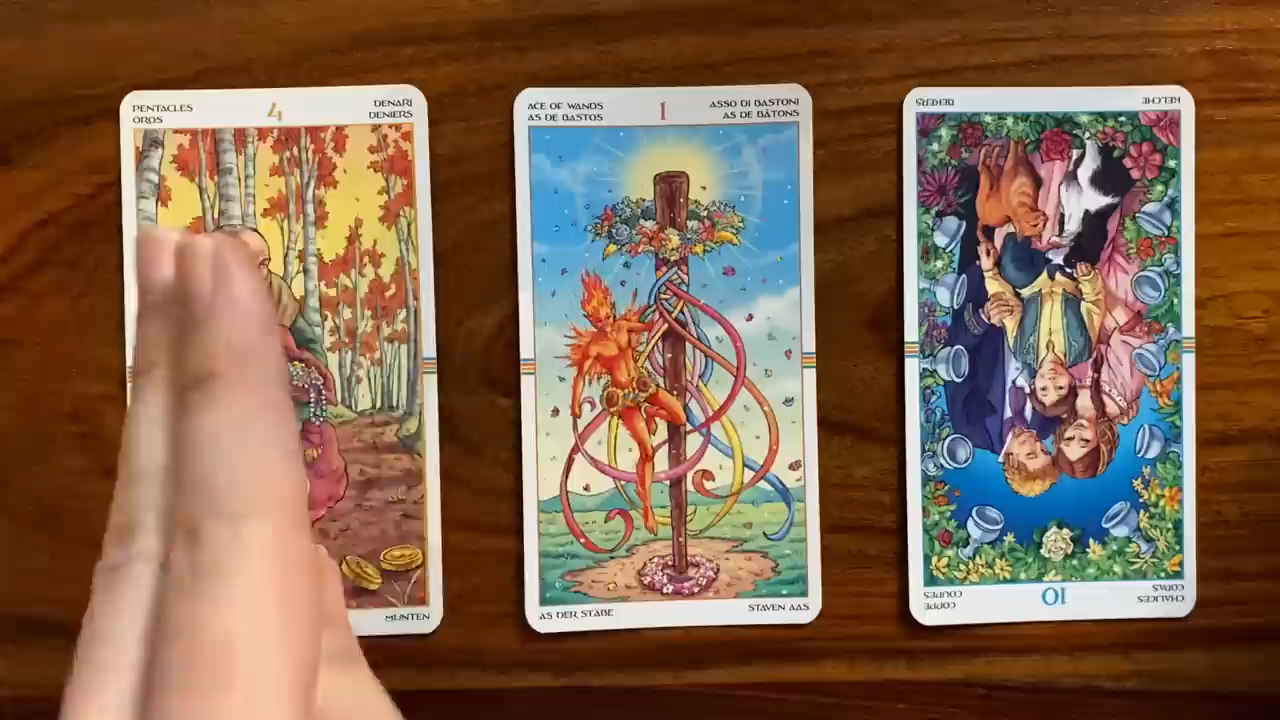 PENTACLES
OROS
4
DENARI
DENIERS
MUNTEN
ACE OF WANDS
AS DE BASTOS
1
ASSO DI BASTONI
AS DE BÂTONS
AS DER STÄBE
STAVEN AAS
BEKERS
KELCHE
COPPE
COUPES
10
CHALICES
COPAS